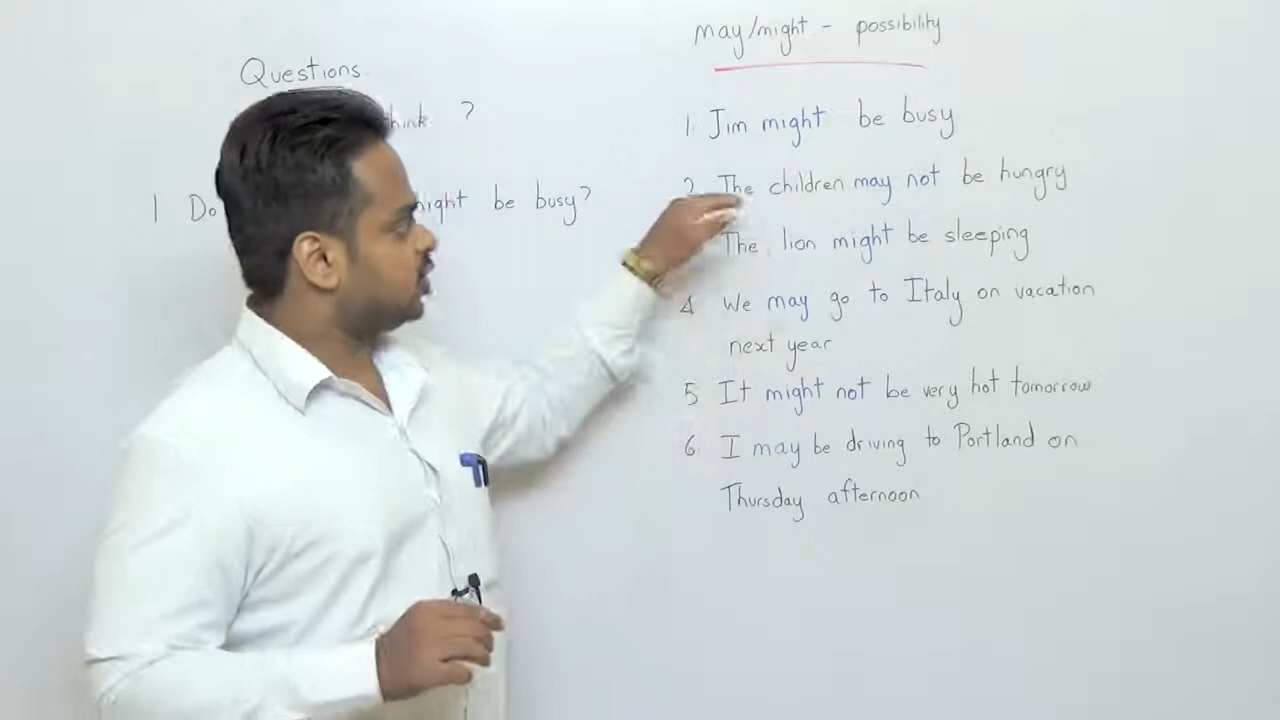 Questions
think ?
1 Do might be busy?
may/might - possibility
1. Jim might be busy
2 The children may not be hungry
The lion might be sleeping
4 We may go to Italy on vacation
next year
5 It might not be very hot tomorrow
6 I may be driving to Portland on
Thursday afternoon